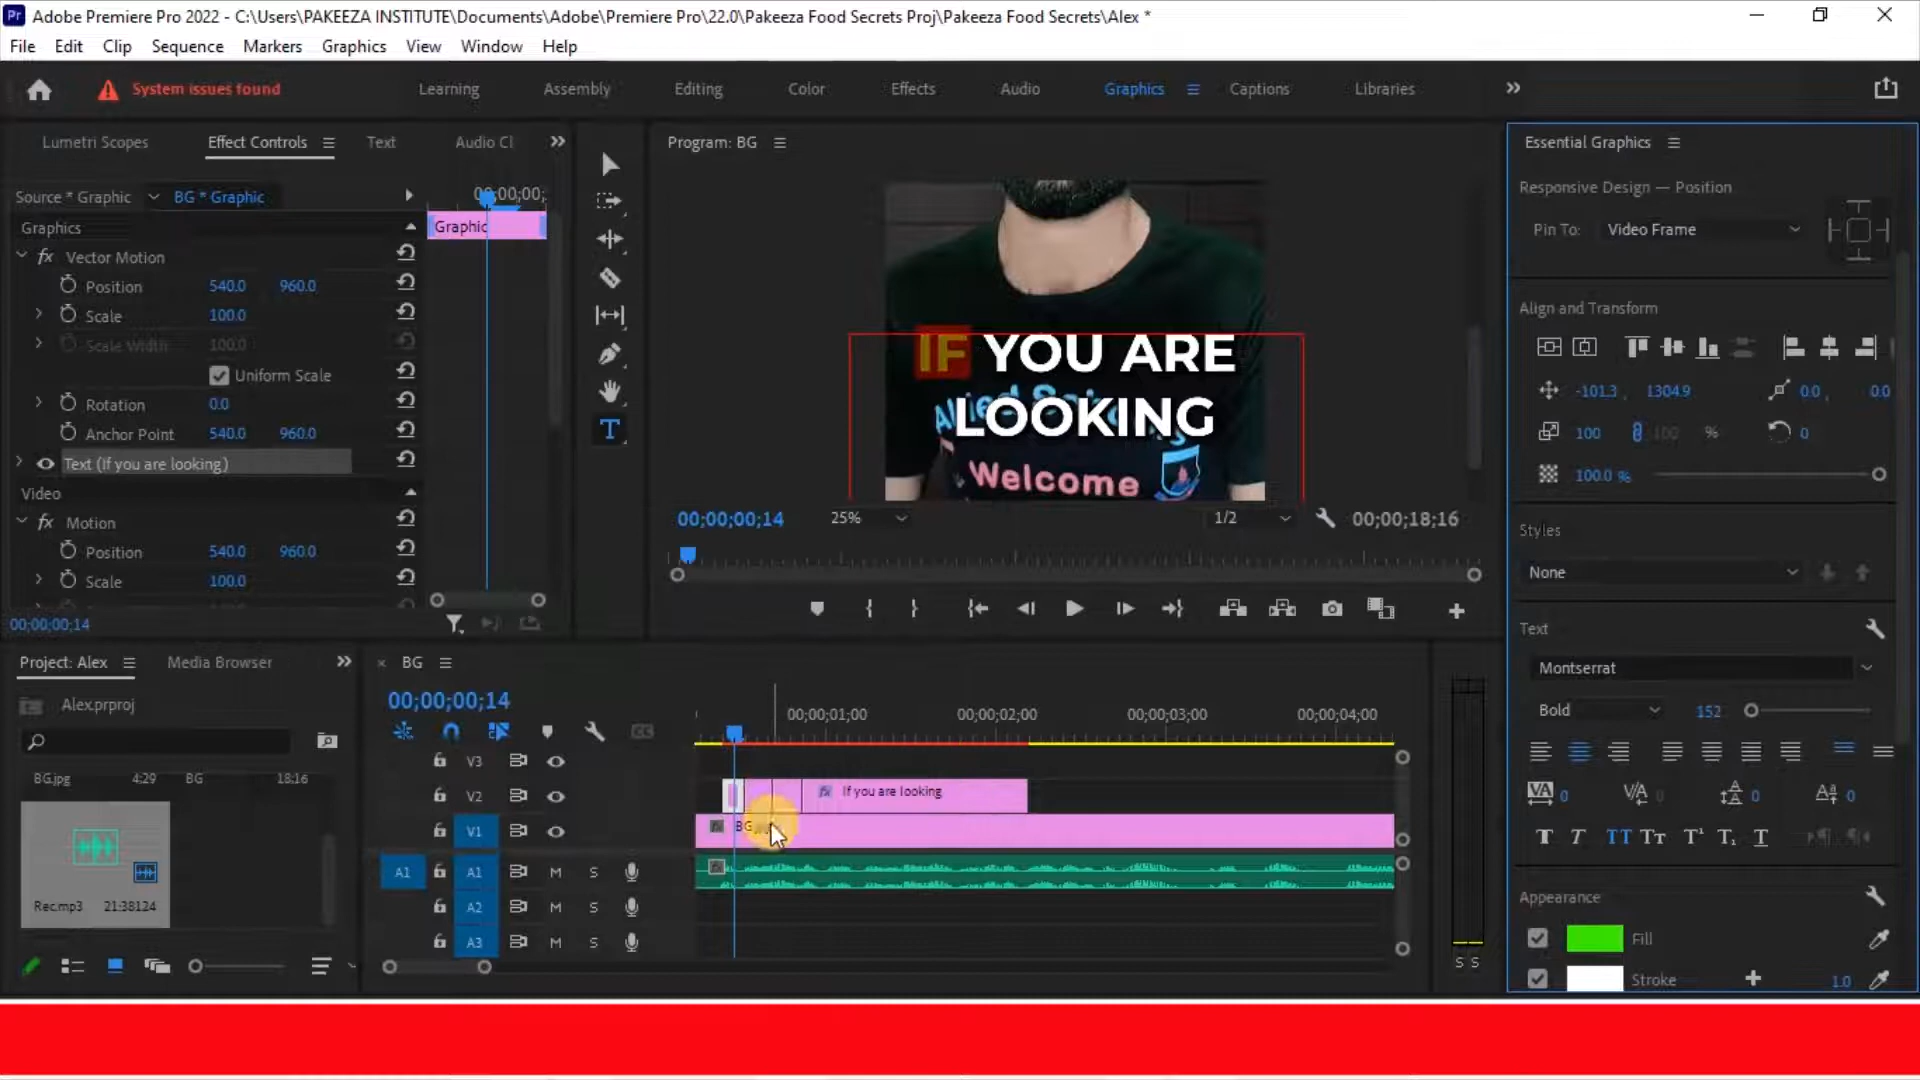 Adobe Premiere Pro 2022 - C:\Users\PAKEEZA INSTITUTE\Documents\Adobe\Premiere Pro\22.0\Pakeeza Food Secrets Proj\Pakeeza Food Secrets\Alex *
File Edit Clip Sequence Markers Graphics View Window Help
System issues found Learning Assembly Editing Color Effects Audio Graphics Captions Libraries
Lumetri Scopes Effect Controls Text Audio Cl
Program: BG
Essential Graphics
Source * Graphic BG * Graphic
Graphics
Graphic
Vector Motion
Position 540.0 960.0
Scale 100.0
Scale Width 100.0
Uniform Scale
Rotation 0.0
Anchor Point 540.0 960.0
Text (If you are looking)
Video
Motion
Position 540.0 960.0
Scale 100.0
00;00;00;14
IF YOU ARE
LOOKING
Welcome
00;00;00;14 25% 1/2 00;00;18;16
Responsive Design — Position
Pin To: Video Frame
Align and Transform
-101.3 , 1304.9 0.0 , 0.0
100 100 % 0
100.0 %
Styles
None
Text
Montserrat
Bold 152
0 0 0 0
Appearance
Fill
Stroke 1.0
Project: Alex Media Browser
Alex.prproj
BG.jpg 4:29 BG 18:16
Rec.mp3 21:38124
BG
00;00;00;14
00;00;01;00 00;00;02;00 00;00;03;00 00;00;04;00
V3
V2 If you are looking
V1 BG
A1 A1 M S
A2 M S
A3 M S
S S